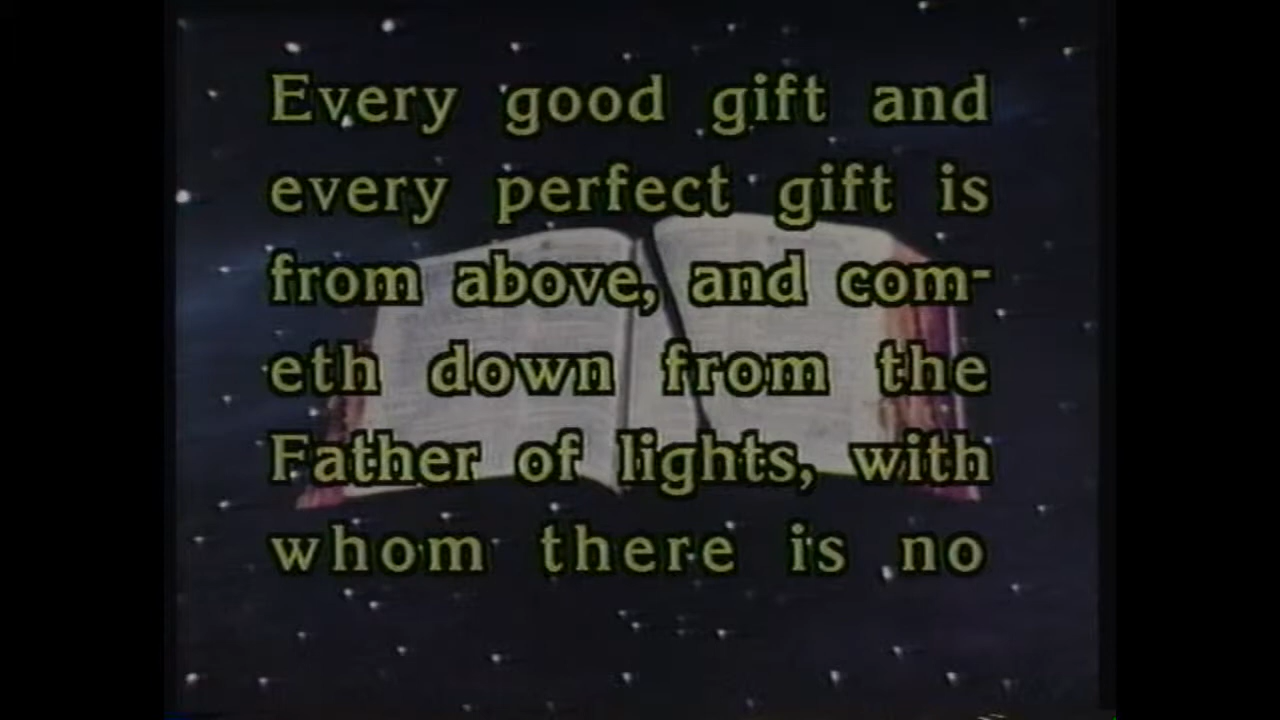 Every good gift and
every perfect gift is
from above, and com-
eth down from the
Father of lights, with
whom there is no